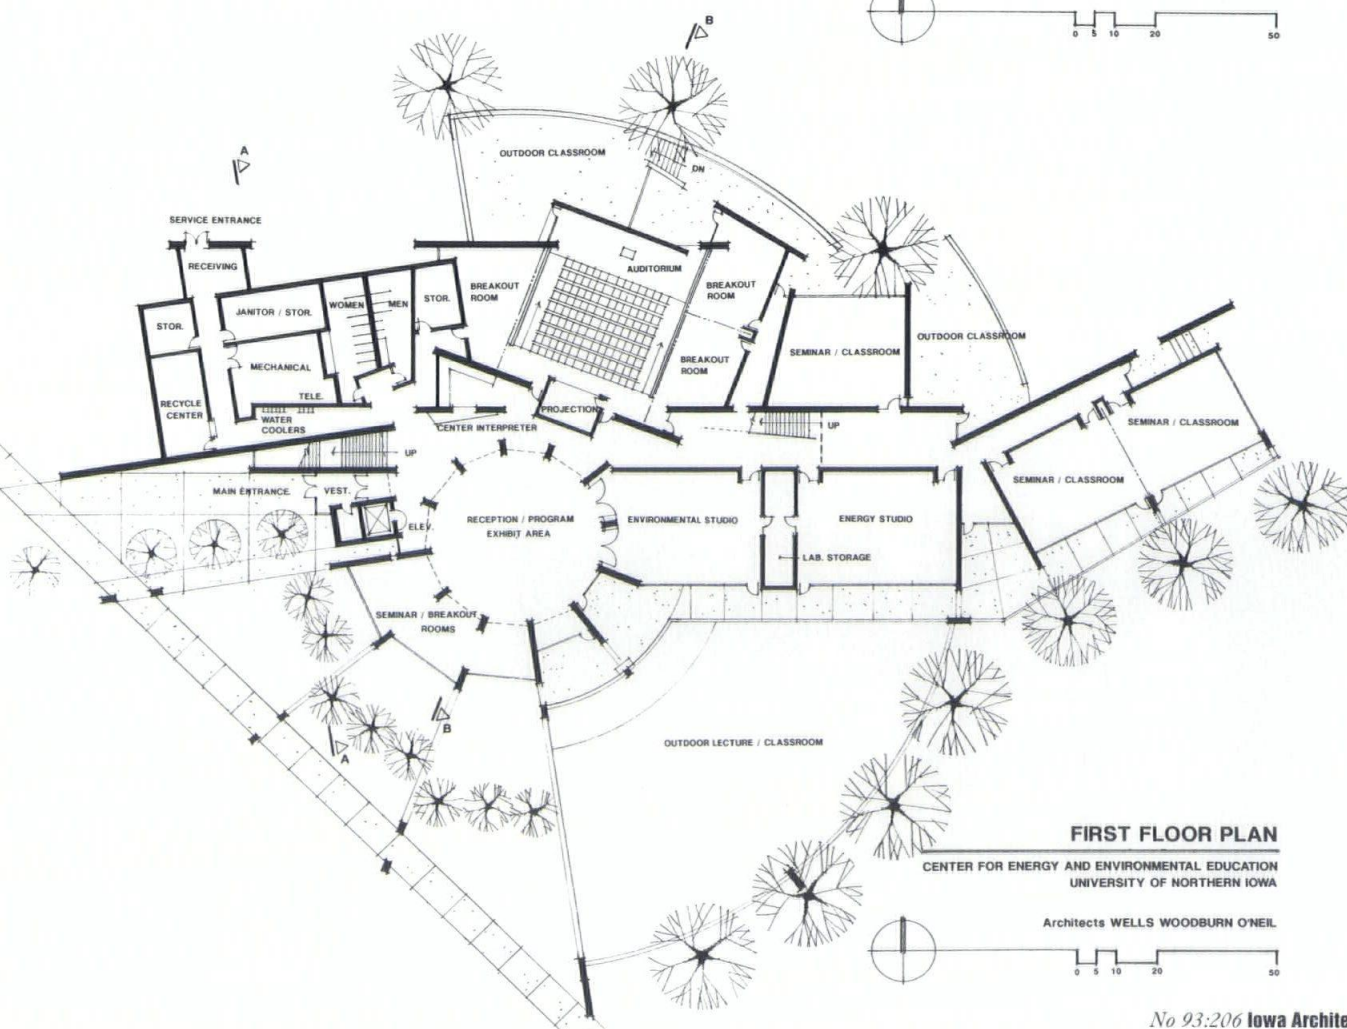 B
0 5 10 20 50
A
OUTDOOR CLASSROOM
DN
SERVICE ENTRANCE
RECEIVING
AUDITORIUM
BREAKOUT
ROOM
BREAKOUT
ROOM
STOR.
WOMEN
MEN
STOR.
JANITOR / STOR.
OUTDOOR CLASSROOM
SEMINAR / CLASSROOM
BREAKOUT
ROOM
MECHANICAL
TELE.
RECYCLE
CENTER
WATER
COOLERS
PROJECTION
CENTER INTERPRETER
UP
SEMINAR / CLASSROOM
UP
SEMINAR / CLASSROOM
MAIN ENTRANCE.
VEST.
ELEV.
RECEPTION / PROGRAM
EXHIBIT AREA
ENVIRONMENTAL STUDIO
ENERGY STUDIO
LAB. STORAGE
SEMINAR / BREAKOUT
ROOMS
B
A
OUTDOOR LECTURE / CLASSROOM
FIRST FLOOR PLAN
CENTER FOR ENERGY AND ENVIRONMENTAL EDUCATION
UNIVERSITY OF NORTHERN IOWA
Architects WELLS WOODBURN O'NEIL
0 5 10 20 50
No 93:206 Iowa Archite